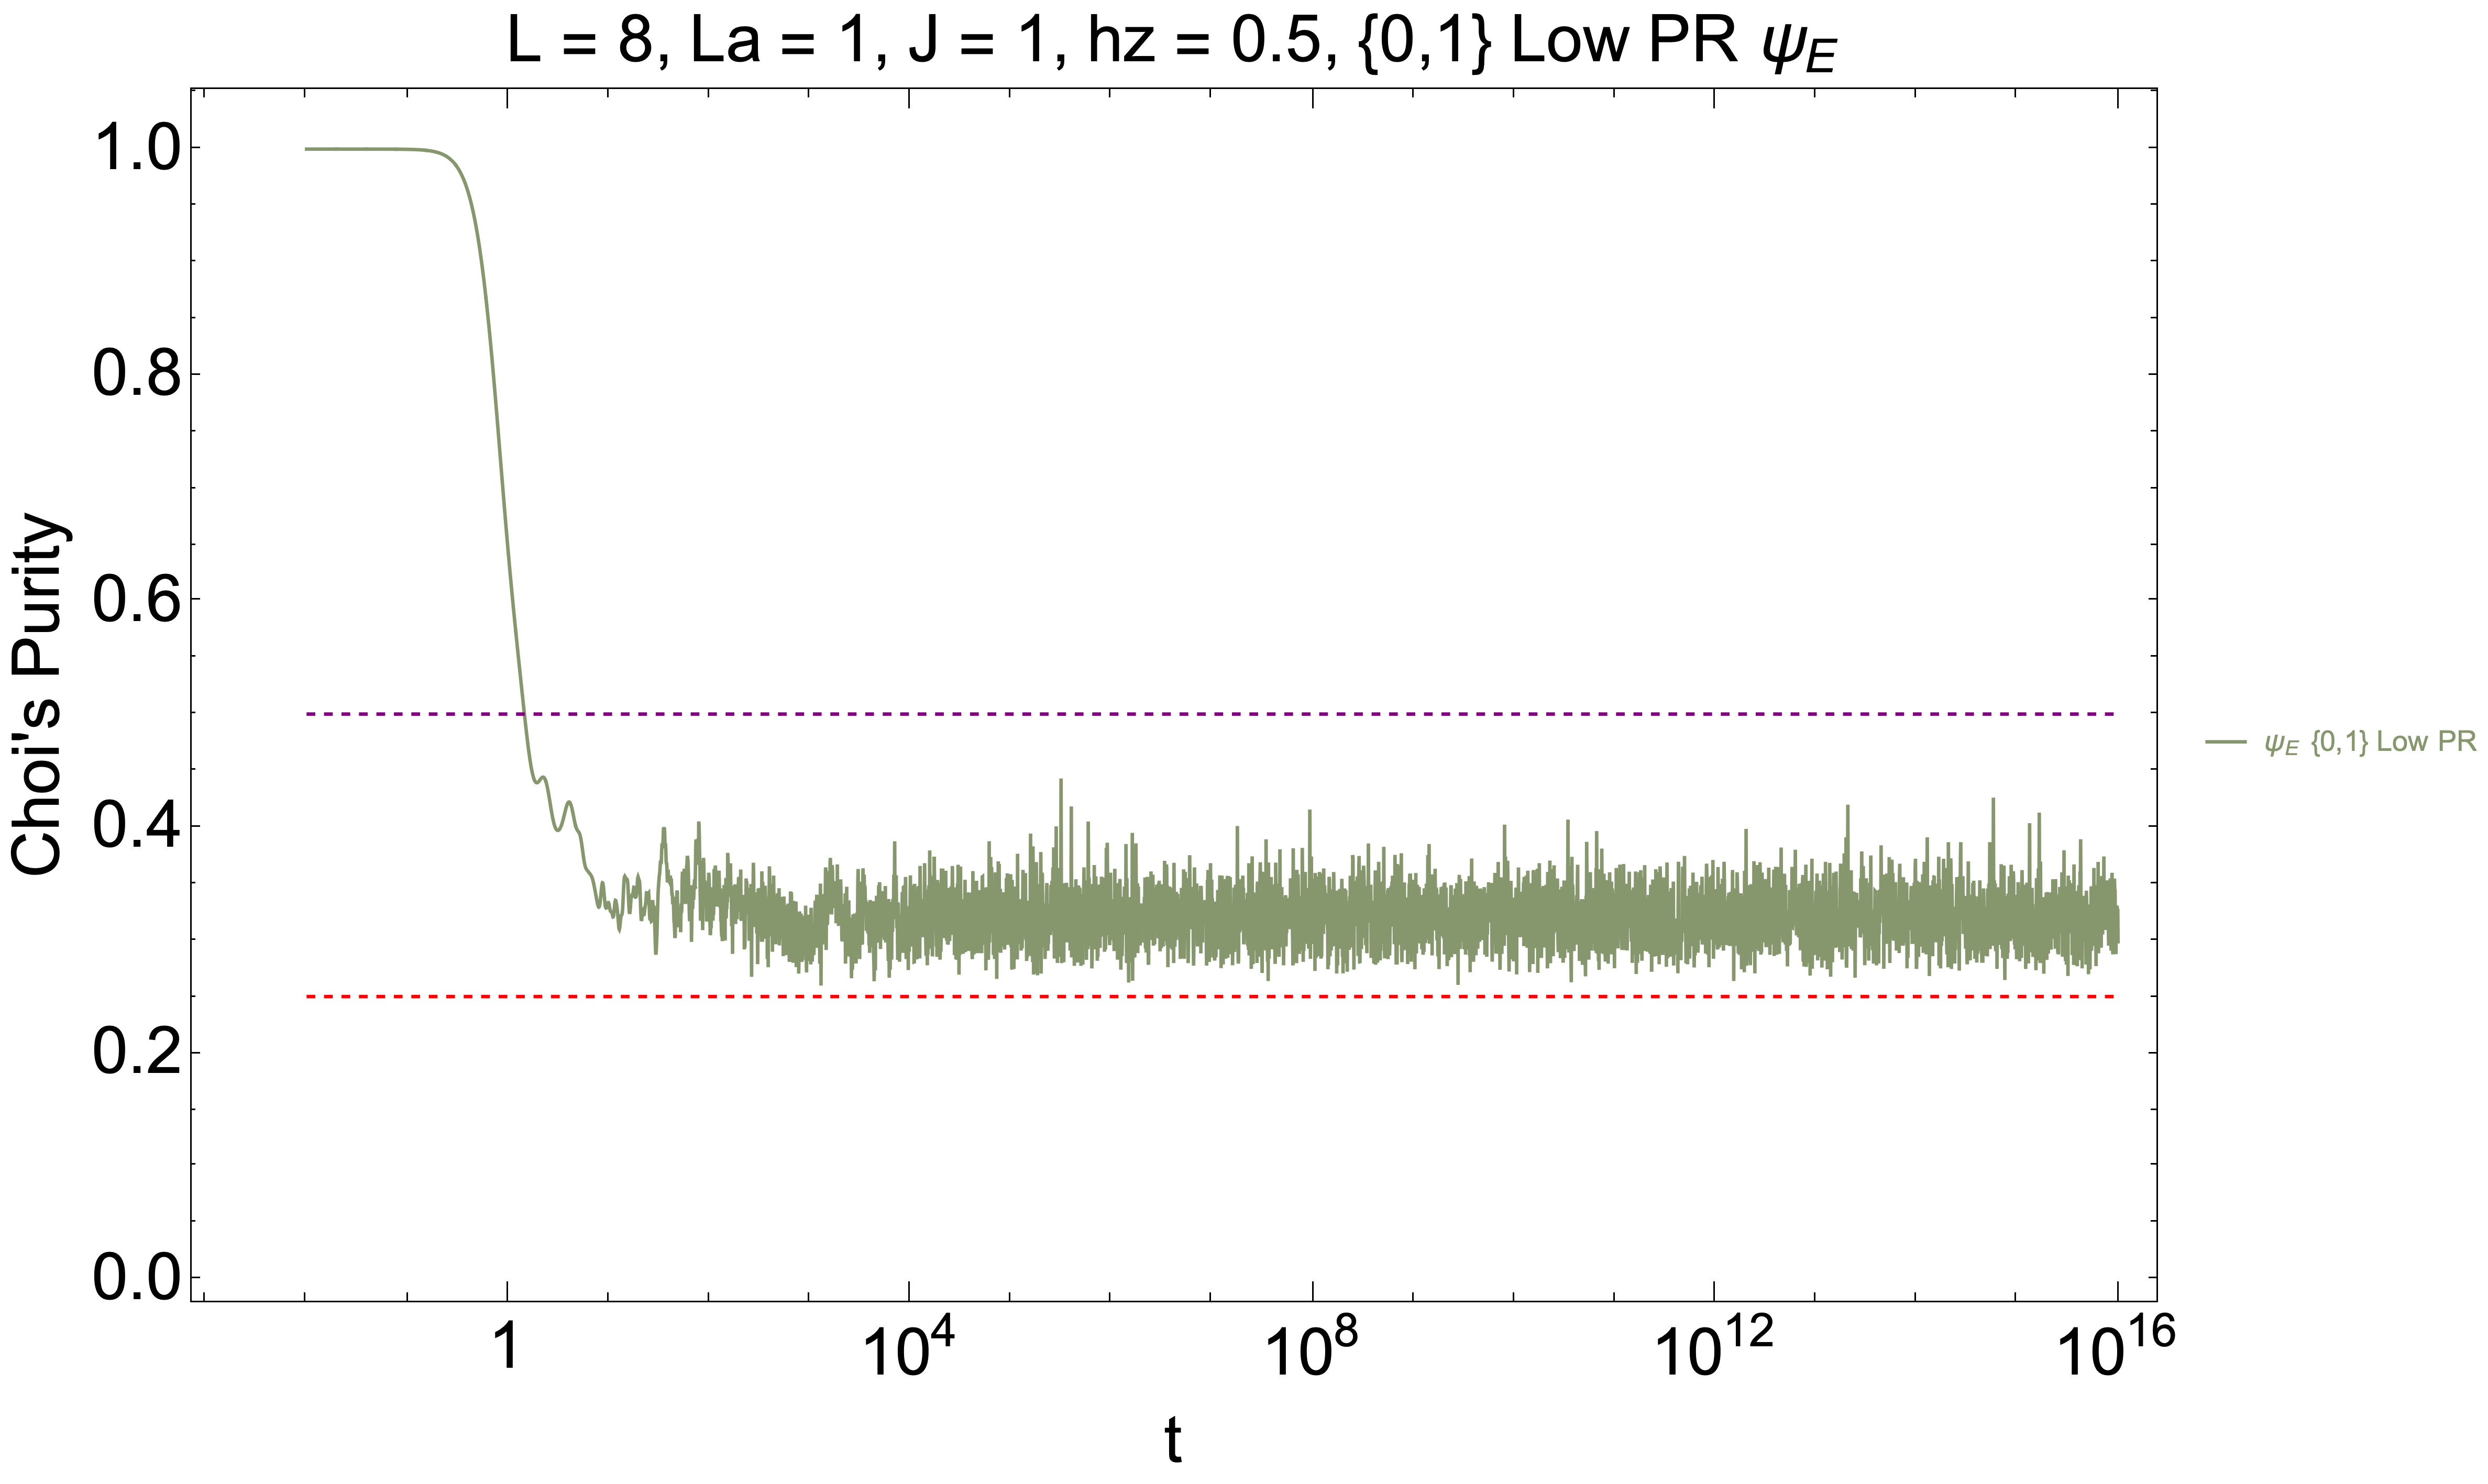 L = 8, La = 1, J = 1, hz = 0.5, {0,1} Low PR ψ_E
1.0
0.8
0.6
0.4
0.2
0.0
Choi's Purity
1
10^4
10^8
10^12
10^16
t
ψ_E {0,1} Low PR